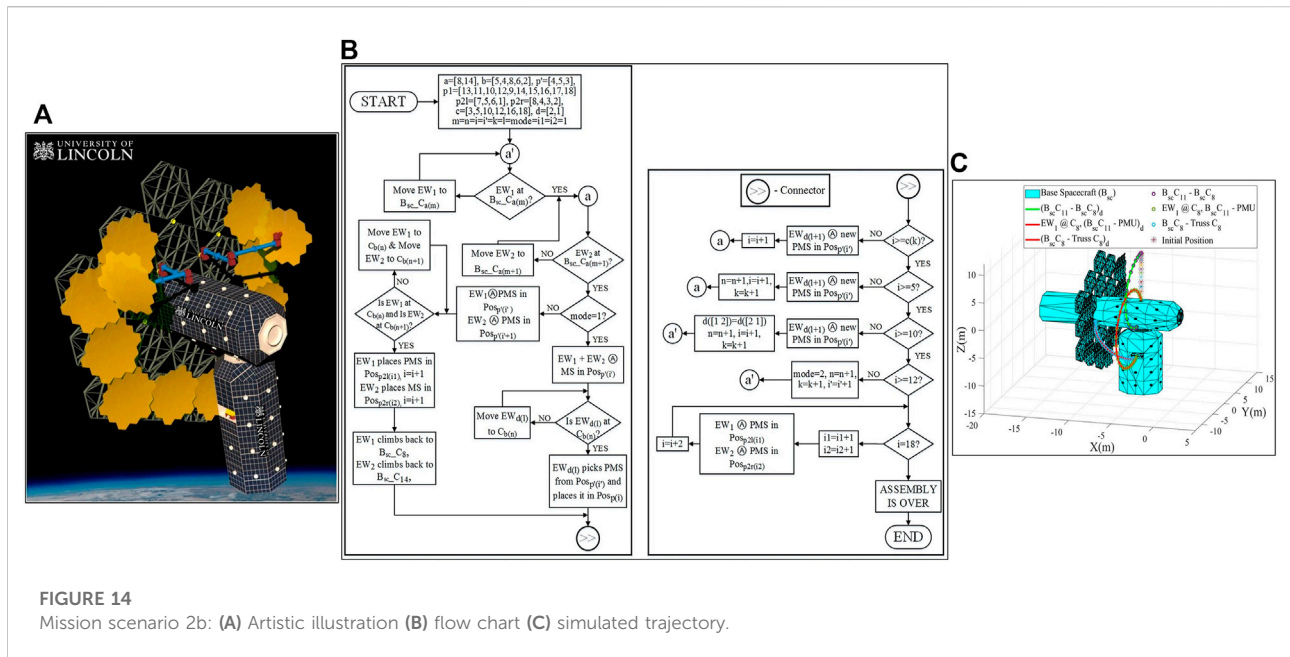 A
UNIVERSITY OF
LINCOLN
LINCOLN
B
START
a=[8,14], b=[5,4,8,6,2], p'=[4,5,3],
p1=[13,11,10,12,9,14,15,16,17,18]
p2l=[7,5,6,1], p2r=[8,4,3,2],
c=[3,5,10,12,16,18], d=[2,1]
m=n=i=i'=k=l=mode=i1=i2=1
a'
Move EW1 to
Bsc_Ca(m)
EW1 at
Bsc_Ca(m)?
YES
a
Move EW1 to
Cb(n) & Move
EW2 to Cb(n+1)
Move EW2 to
Bsc_Ca(m+1)
NO
EW2 at
Bsc_Ca(m+1)?
YES
NO
Is EW1 at
Cb(n) and Is EW2
at Cb(n+1)?
EW1Ⓐ PMS in
Posp'(i')
EW2 Ⓐ PMS in
Posp'(i'+1)
NO
mode=1?
YES
YES
EW1 places PMS in
Posp2l(i1), i=i+1
EW2 places MS in
Posp2r(i2), i=i+1
EW1 + EW2 Ⓐ
MS in Posp'(i')
Move EWd(l)
to Cb(n)
NO
Is EWd(l) at
Cb(n)?
YES
EW1 climbs back to
Bsc_C8,
EW2 climbs back to
Bsc_C14,
EWd(l) picks PMS
from Posp'(i') and
places it in Posp(i)
>>
>> - Connector
>>
a
i=i+1
EWd(l+1) Ⓐ new
PMS in Posp'(i')
NO
i>=c(k)?
YES
a
n=n+1,i=i+1,
k=k+1
EWd(l+1) Ⓐ new
PMS in Posp'(i')
NO
i>=5?
YES
a'
d([1 2])=d([2 1])
n=n+1, i=i+1,
k=k+1
EWd(l+1) Ⓐ new
PMS in Posp'(i')
NO
i>=10?
YES
a'
mode=2, n=n+1,
k=k+1, i'=i'+1
NO
i>=12?
i=i+2
EW1 Ⓐ PMS in
Posp2l(i1)
EW2 Ⓐ PMS in
Posp2r(i2)
i1=i1+1
i2=i2+1
NO
i=18?
YES
ASSEMBLY
IS OVER
END
C
Base Spacecraft (Bsc)
(BscC11 - BscC8)d
EW1 @ C8, (BscC11 - PMU)d
(BscC8 - Truss C8)d
BscC11 - BscC8
EW1 @ C8, BscC11 - PMU
BscC8 - Truss C8
Initial Position
Z(m)
10
5
0
-5
-10
-20
-15
-10
-5
0
5
X(m)
-5
0
5
10
15
Y(m)
FIGURE 14
Mission scenario 2b: (A) Artistic illustration (B) flow chart (C) simulated trajectory.